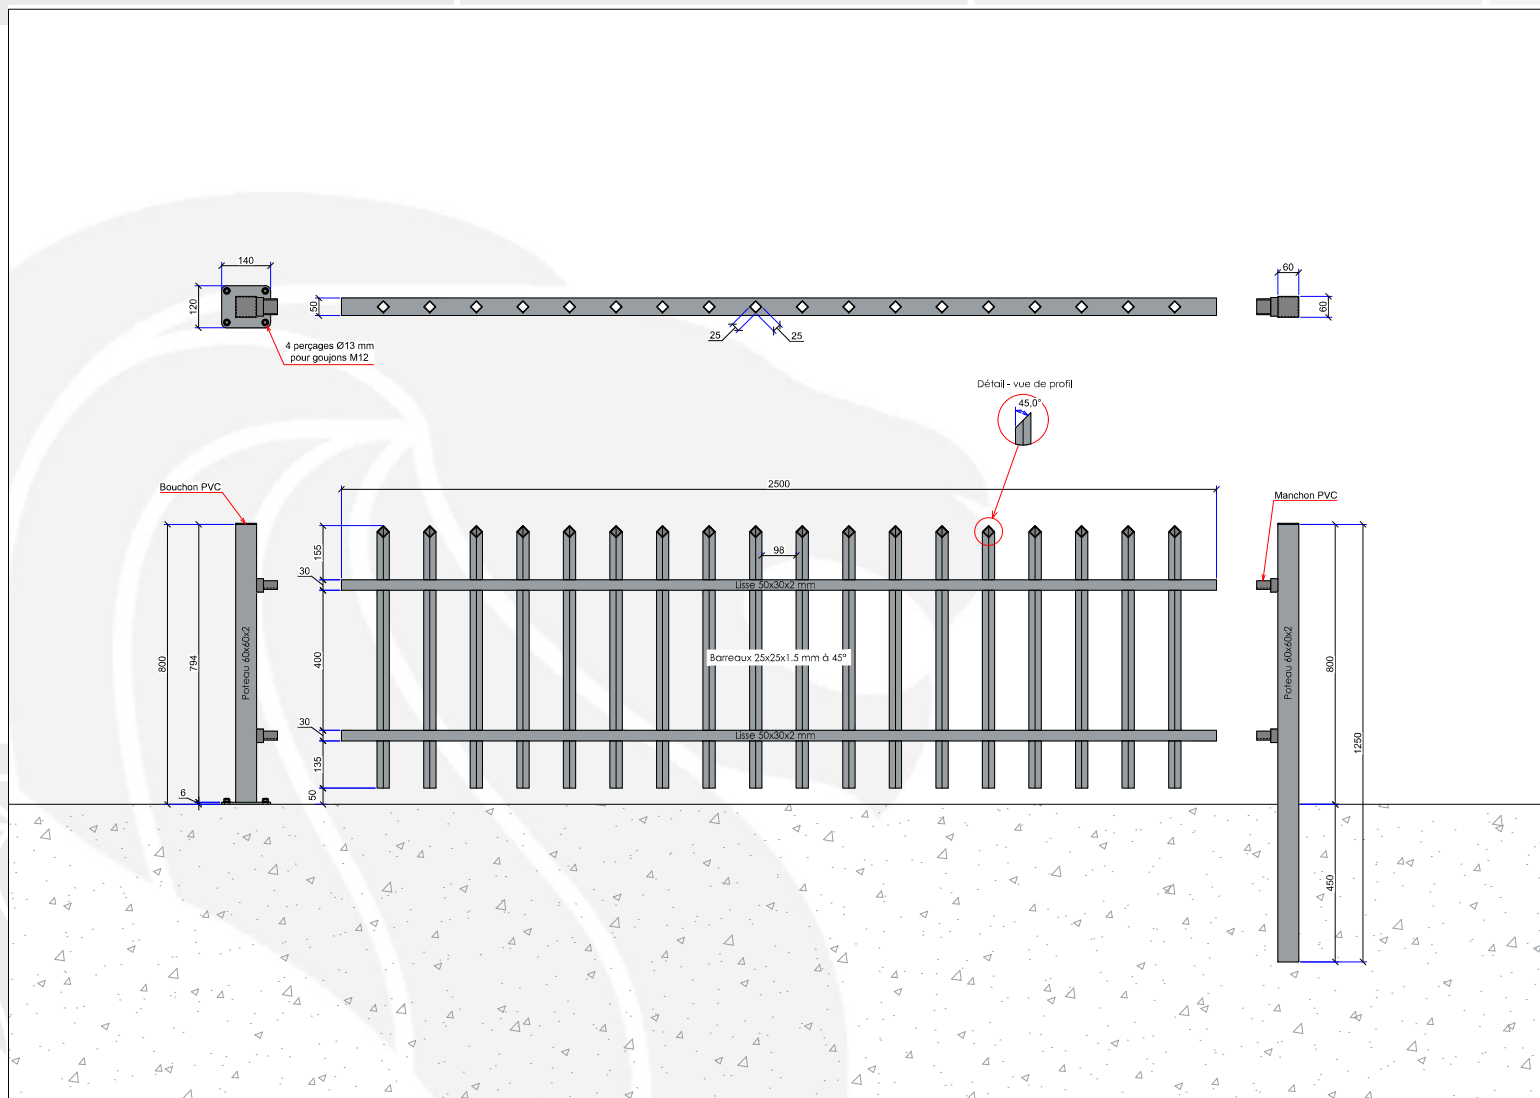 140
120
4 perçages Ø13 mm
pour goujons M12
50
25
25
60
60
Détail - vue de profil
45,0°
2500
Bouchon PVC
Manchon PVC
155
98
30
Lisse 50x30x2 mm
800
794
Poteau 60x60x2
400
Barreaux 25x25x1.5 mm à 45°
Poteau 60x60x2
800
1250
30
Lisse 50x30x2 mm
135
6
50
450